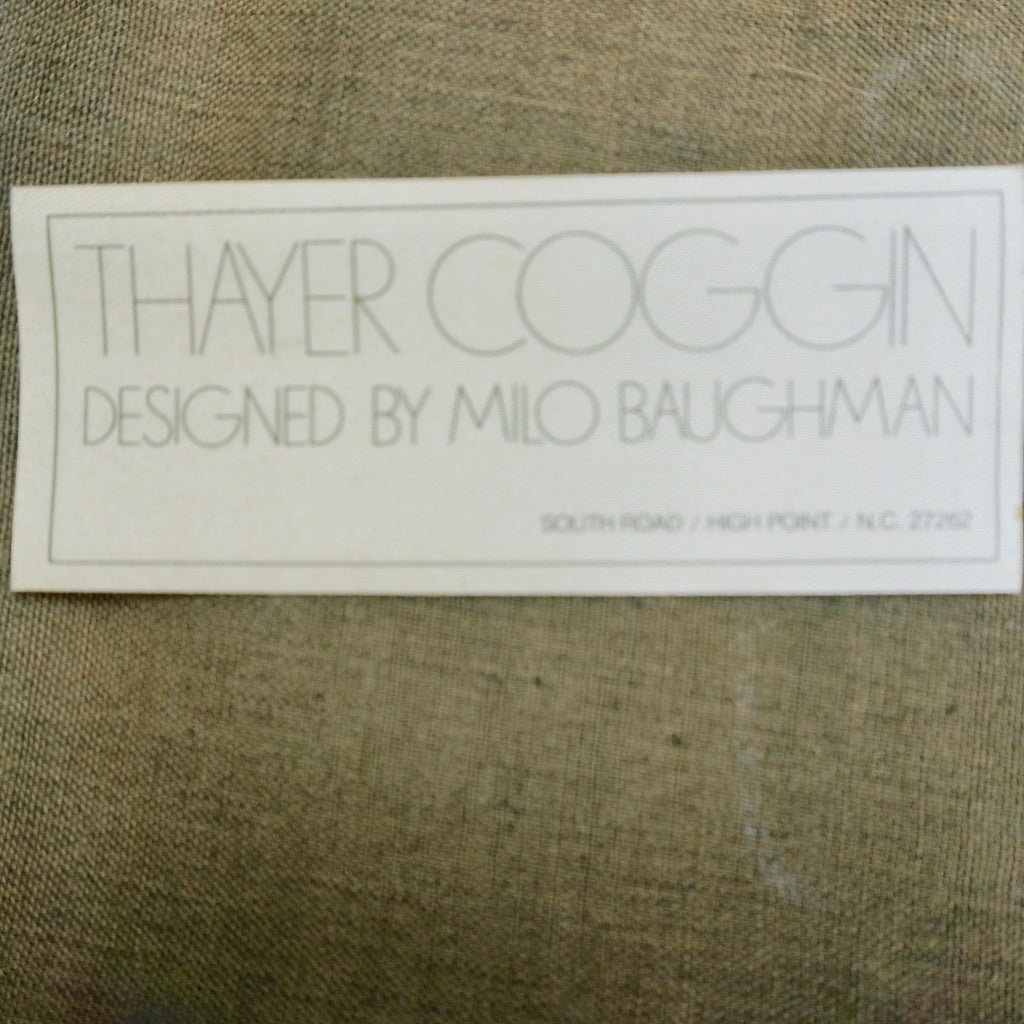 THAYER COGGIN
DESIGNED BY MILO BAUGHMAN
SOUTH ROAD / HIGH POINT / N.C. 27262